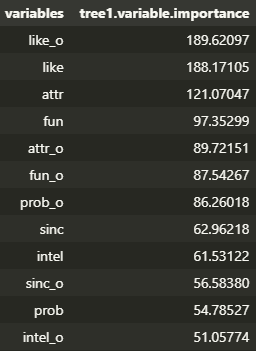 variables tree1.variable.importance
like_o 189.62097
like 188.17105
attr 121.07047
fun 97.35299
attr_o 89.72151
fun_o 87.54267
prob_o 86.26018
sinc 62.96218
intel 61.53122
sinc_o 56.58380
prob 54.78527
intel_o 51.05774